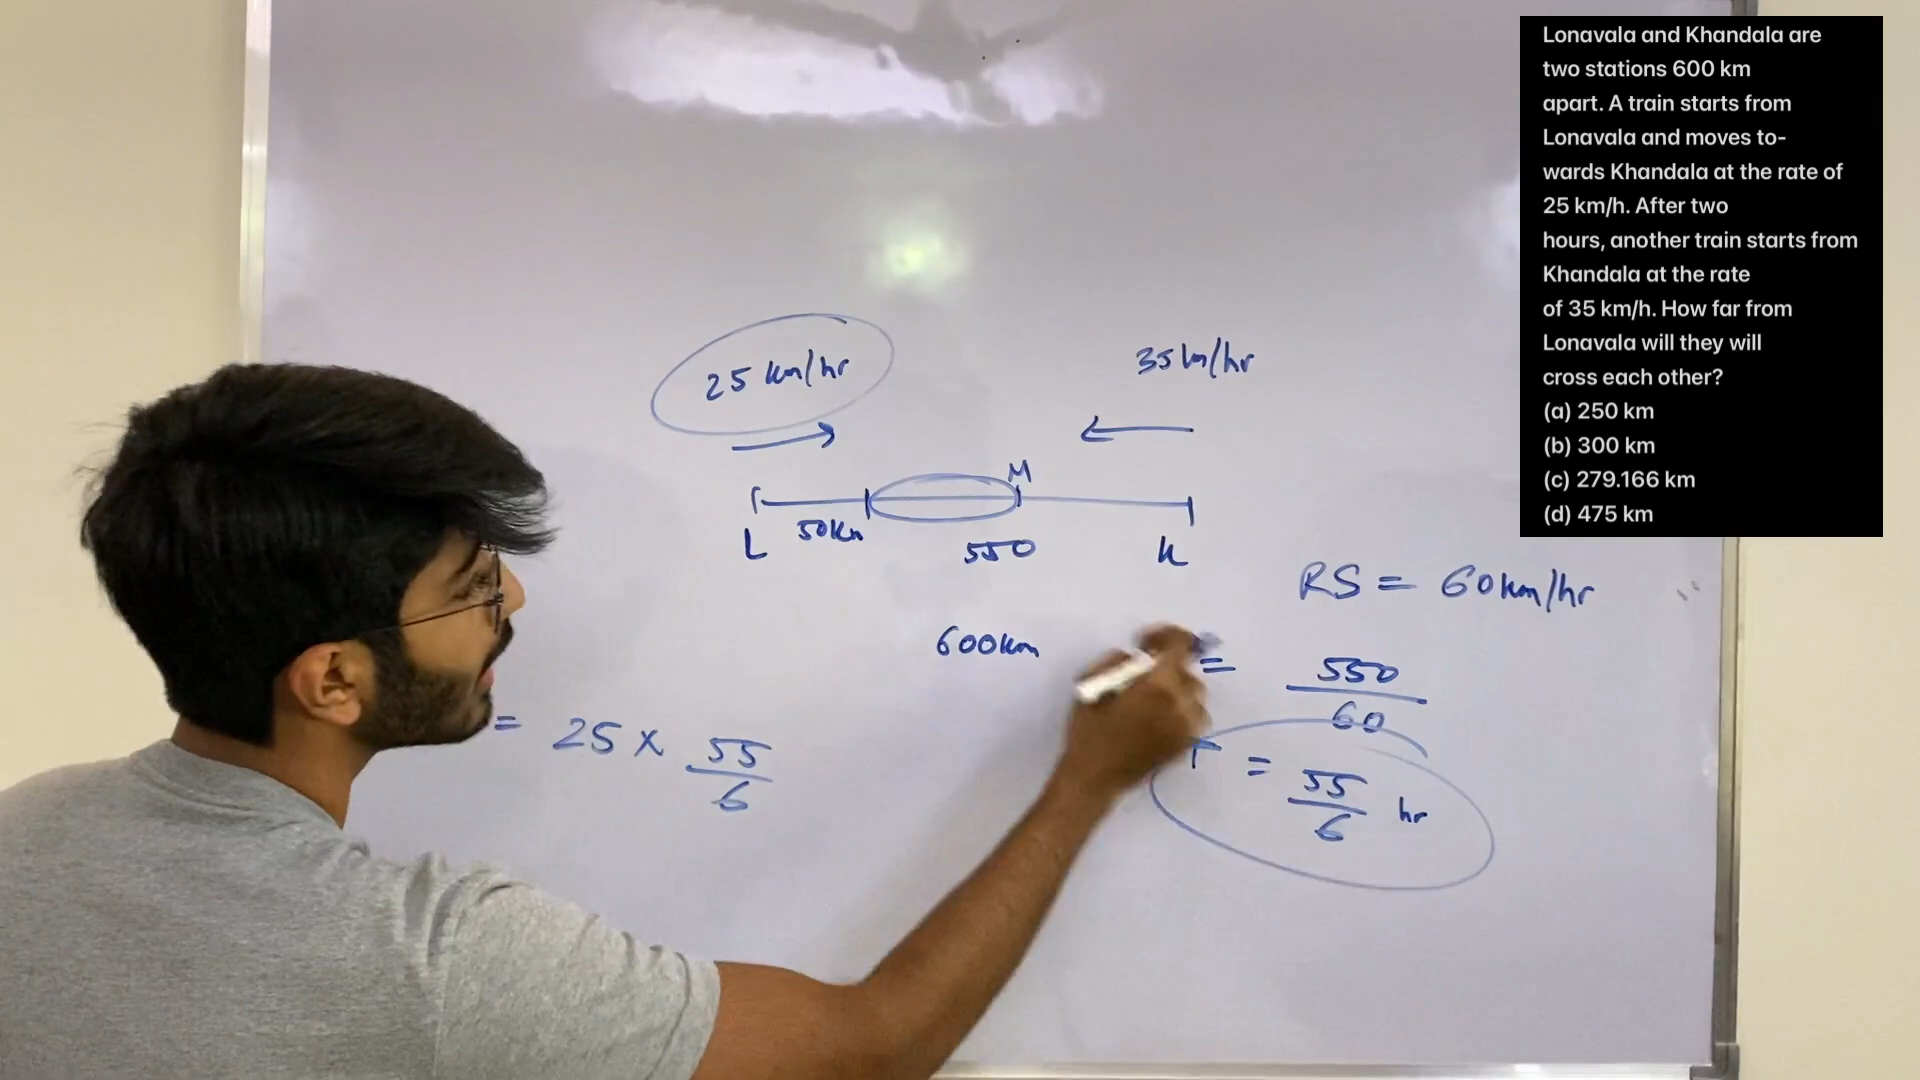 Lonavala and Khandala are
two stations 600 km
apart. A train starts from
Lonavala and moves to-
wards Khandala at the rate of
25 km/h. After two
hours, another train starts from
Khandala at the rate
of 35 km/h. How far from
Lonavala will they will
cross each other?
(a) 250 km
(b) 300 km
(c) 279.166 km
(d) 475 km
25 km/hr
35 km/hr
M
L 50km 550 K
RS = 60km/hr
600km
= 550/60
= 25 x 55/6
T = 55/6 hr